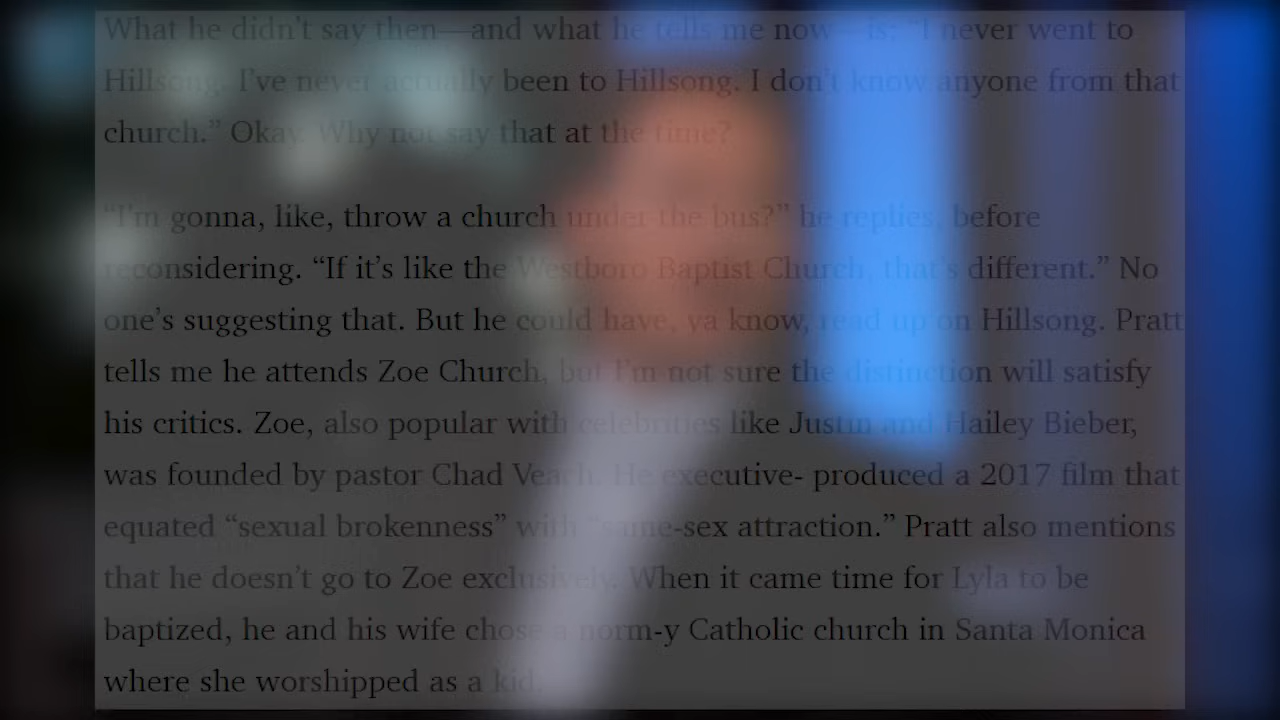 What he didn’t say then—and what he tells me now—is: “I never went to
Hillsong. I’ve never actually been to Hillsong. I don’t know anyone from that
church.” Okay. Why not say that at the time?
“I’m gonna, like, throw a church under the bus?” he replies, before
reconsidering. “If it’s like the Westboro Baptist Church, that’s different.” No
one’s suggesting that. But he could have, ya know, read up on Hillsong. Pratt
tells me he attends Zoe Church, but I’m not sure the distinction will satisfy
his critics. Zoe, also popular with celebrities like Justin and Hailey Bieber,
was founded by pastor Chad Veach. He executive- produced a 2017 film that
equated “sexual brokenness” with “same-sex attraction.” Pratt also mentions
that he doesn’t go to Zoe exclusively. When it came time for Lyla to be
baptized, he and his wife chose a norm-y Catholic church in Santa Monica
where she worshipped as a kid.